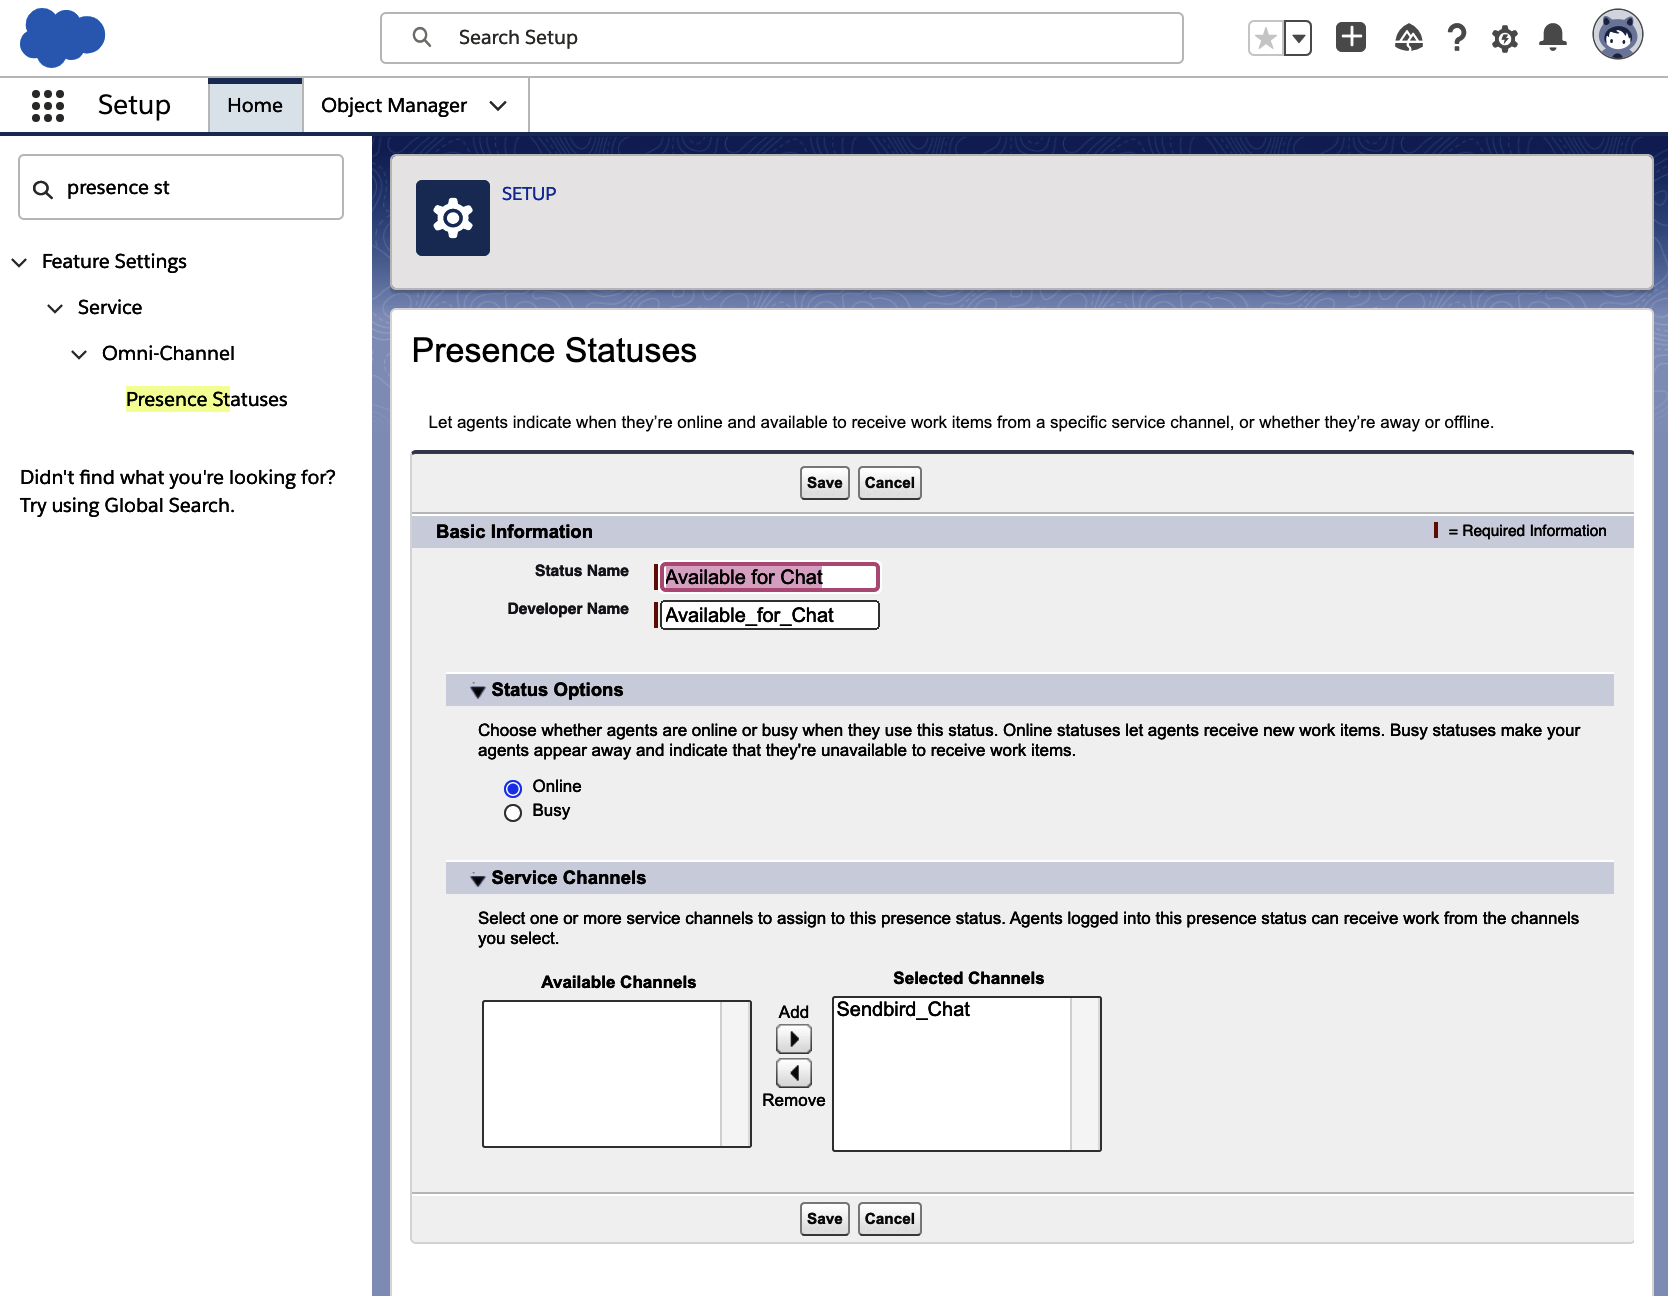 Search Setup
Setup
Home
Object Manager
presence st
Feature Settings
Service
Omni-Channel
Presence Statuses
Didn't find what you're looking for?
Try using Global Search.
SETUP
Presence Statuses
Let agents indicate when they're online and available to receive work items from a specific service channel, or whether they're away or offline.
Save Cancel
Basic Information
= Required Information
Status Name Available for Chat
Developer Name Available_for_Chat
Status Options
Choose whether agents are online or busy when they use this status. Online statuses let agents receive new work items. Busy statuses make your
agents appear away and indicate that they're unavailable to receive work items.
Online
Busy
Service Channels
Select one or more service channels to assign to this presence status. Agents logged into this presence status can receive work from the channels
you select.
Available Channels
Selected Channels
Add
Remove
Sendbird_Chat
Save Cancel